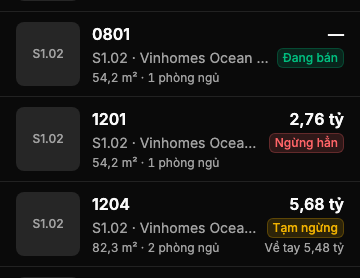 S1.02
0801
—
S1.02 · Vinhomes Ocean ...
Đang bán
54,2 m² · 1 phòng ngủ
S1.02
1201
2,76 tỷ
S1.02 · Vinhomes Ocea...
Ngừng hẳn
54,2 m² · 1 phòng ngủ
S1.02
1204
5,68 tỷ
S1.02 · Vinhomes Ocea...
Tạm ngừng
82,3 m² · 2 phòng ngủ
Về tay 5,48 tỷ